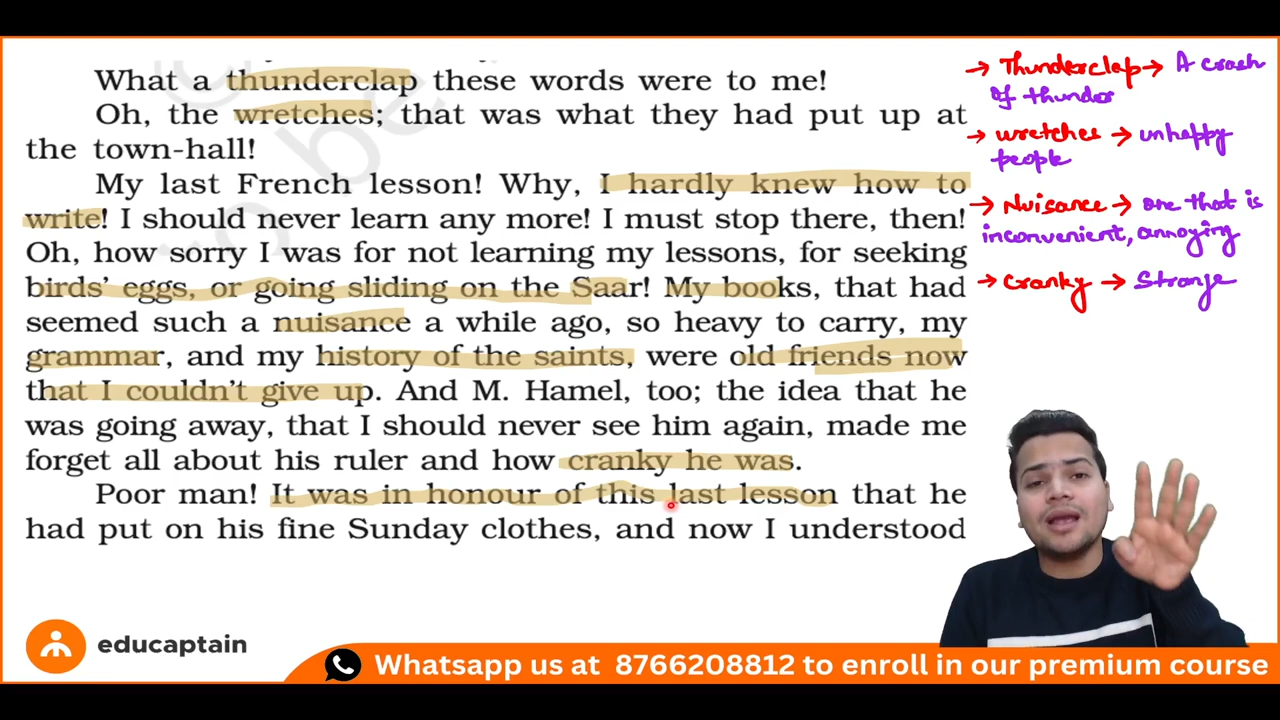 What a thunderclap these words were to me!
Oh, the wretches; that was what they had put up at
the town-hall!
My last French lesson! Why, I hardly knew how to
write! I should never learn any more! I must stop there, then!
Oh, how sorry I was for not learning my lessons, for seeking
birds’ eggs, or going sliding on the Saar! My books, that had
seemed such a nuisance a while ago, so heavy to carry, my
grammar, and my history of the saints, were old friends now
that I couldn’t give up. And M. Hamel, too; the idea that he
was going away, that I should never see him again, made me
forget all about his ruler and how cranky he was.
Poor man! It was in honour of this last lesson that he
had put on his fine Sunday clothes, and now I understood
→ Thunderclap → A crash
of thunder
→ wretches → unhappy
people
→ Nuisance → one that is
inconvenient, annoying
→ Cranky → Strange
educaptain
Whatsapp us at 8766208812 to enroll in our premium course